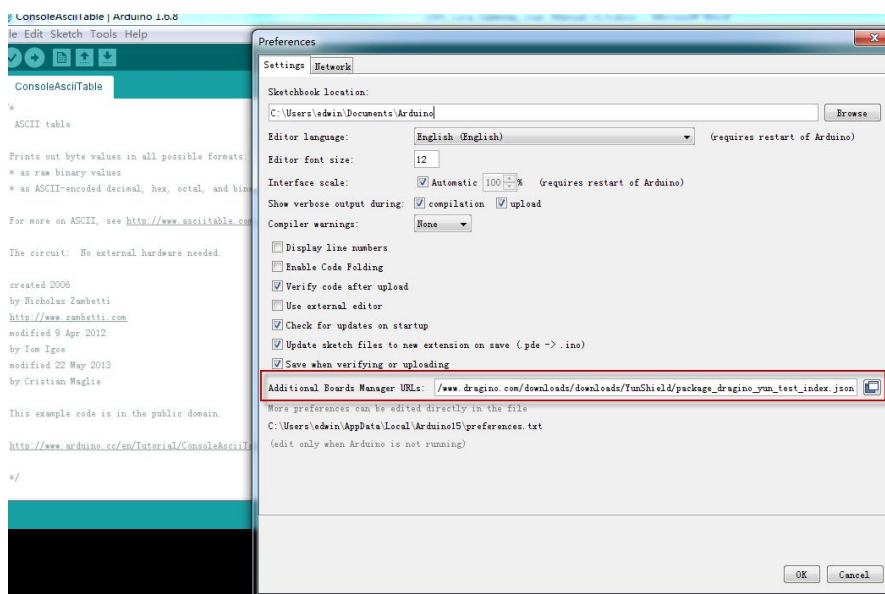 ConsoleAsciiTable | Arduino 1.6.8
le Edit Sketch Tools Help
ConsoleAsciiTable
*
ASCII table
Prints out byte values in all possible formats:
* as raw binary values
* as ASCII-encoded decimal, hex, octal, and bin
For more on ASCII, see http://www.asciitable.com
The circuit: No external hardware needed.
created 2006
by Nicholas Zambetti
http://www.zambetti.com
modified 9 Apr 2012
by Tom Igoe
modified 22 May 2013
by Cristian Maglie
This example code is in the public domain.
http://www.arduino.cc/en/Tutorial/ConsoleAsciiT
*/
Preferences
Settings Network
Sketchbook location:
C:\Users\edwin\Documents\Arduino
Browse
Editor language: English (English) (requires restart of Arduino)
Editor font size: 12
Interface scale: Automatic 100 % (requires restart of Arduino)
Show verbose output during: compilation upload
Compiler warnings: None
Display line numbers
Enable Code Folding
Verify code after upload
Use external editor
Check for updates on startup
Update sketch files to new extension on save (.pde -> .ino)
Save when verifying or uploading
Additional Boards Manager URLs: /www.dragino.com/downloads/downloads/YunShield/package_dragino_yun_test_index.json
More preferences can be edited directly in the file
C:\Users\edwin\AppData\Local\Arduino15\preferences.txt
(edit only when Arduino is not running)
OK Cancel